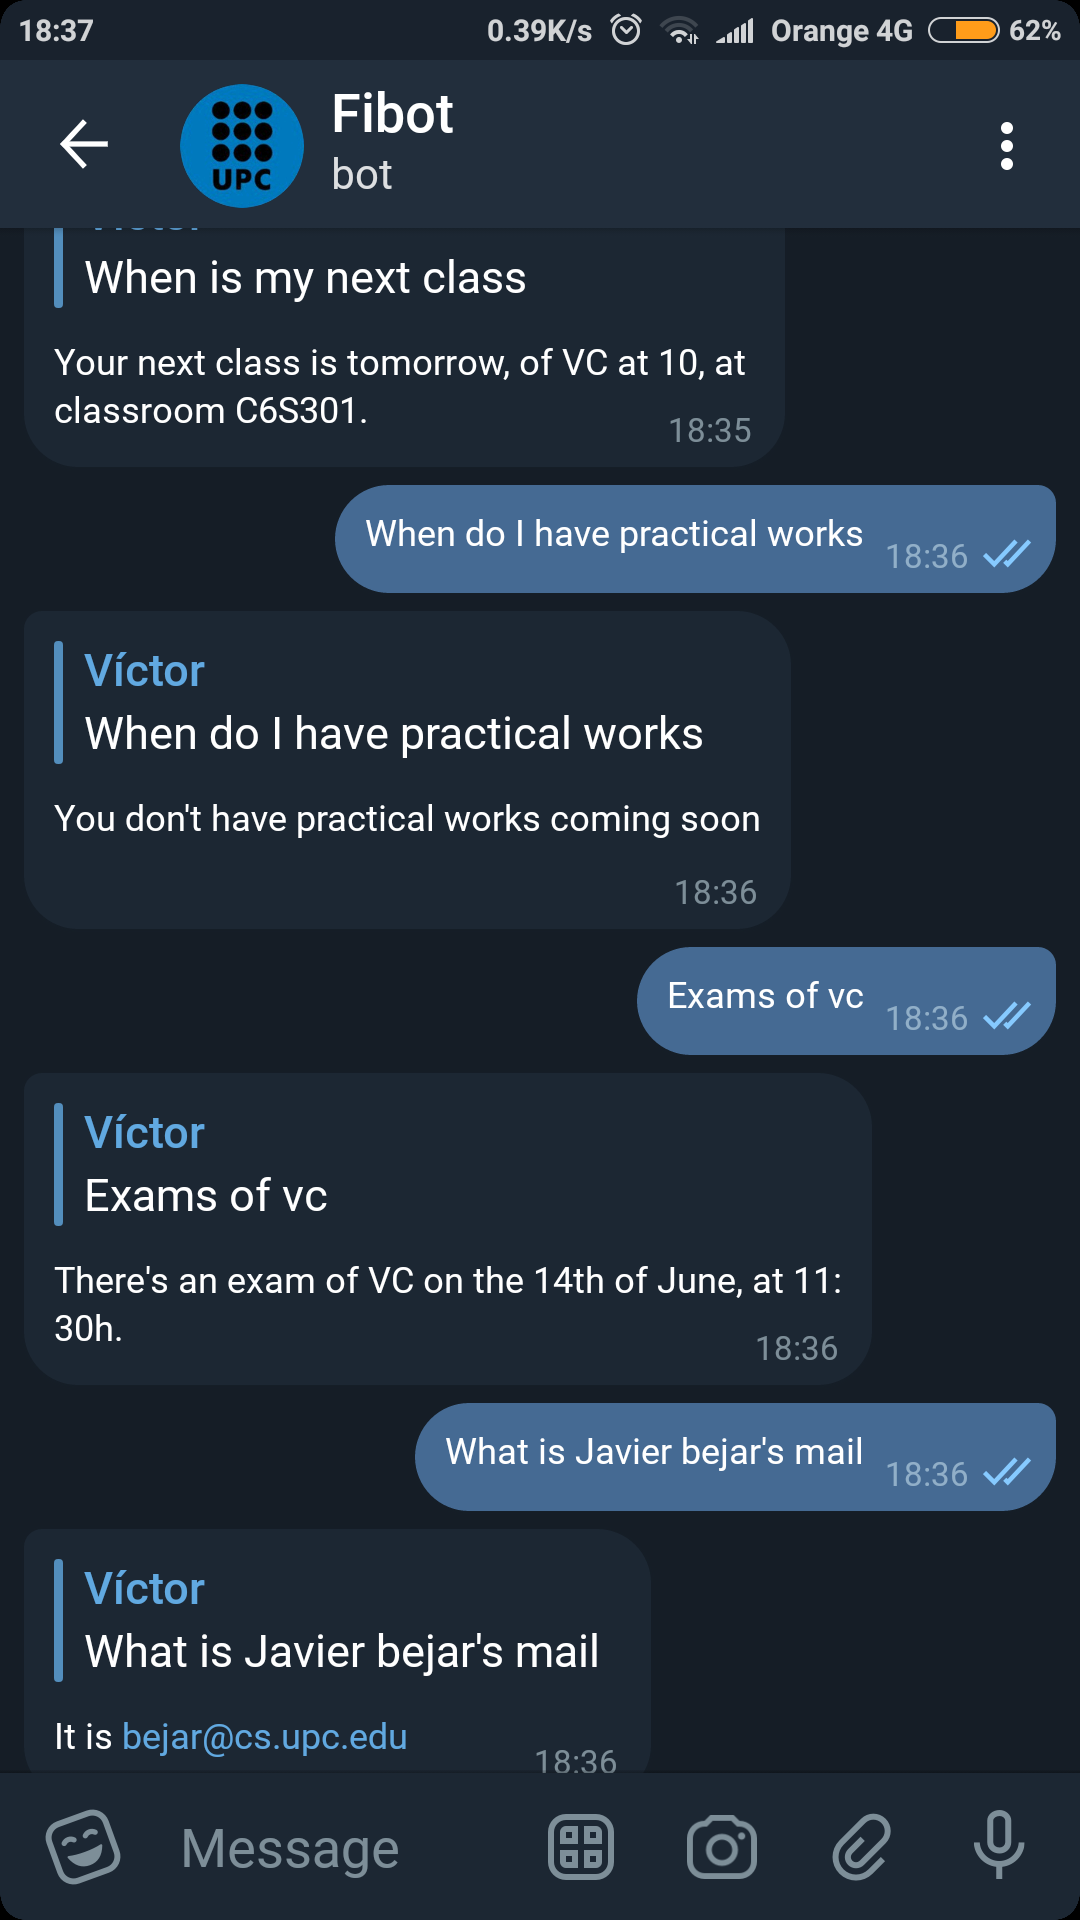 18:37 0.39K/s Orange 4G 62%
Fibot
UPC
bot
When is my next class
Your next class is tomorrow, of VC at 10, at
classroom C6S301.
18:35
When do I have practical works 18:36
Víctor
When do I have practical works
You don't have practical works coming soon
18:36
Exams of vc 18:36
Víctor
Exams of vc
There's an exam of VC on the 14th of June, at 11:
30h.
18:36
What is Javier bejar's mail 18:36
Víctor
What is Javier bejar's mail
It is bejar@cs.upc.edu
18:36
Message